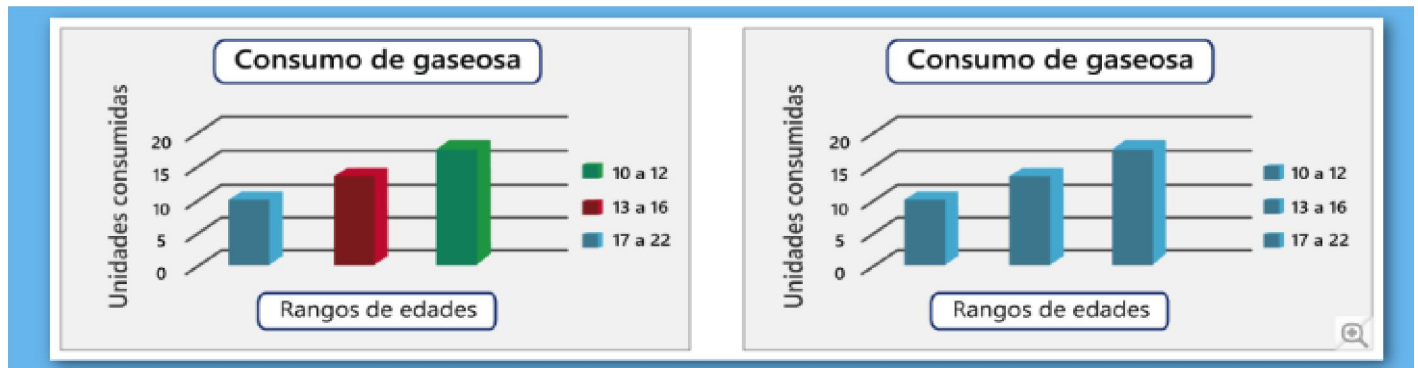 Consumo de gaseosa
Unidades consumidas
20
15
10
5
0
10 a 12
13 a 16
17 a 22
Rangos de edades
Consumo de gaseosa
Unidades consumidas
20
15
10
5
0
10 a 12
13 a 16
17 a 22
Rangos de edades